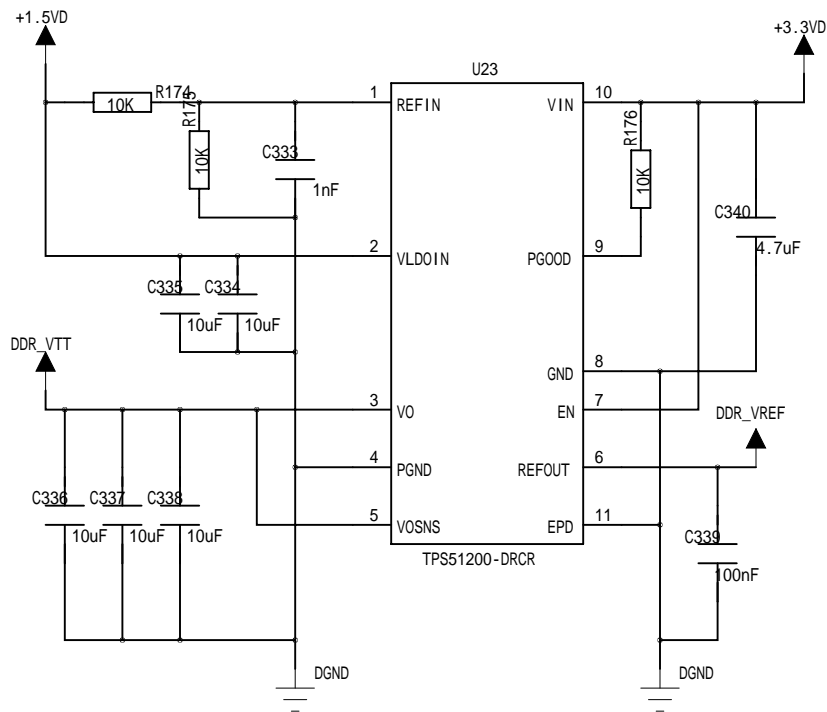 +1.5VD
+3.3VD
U23
R174
10K
R175
10K
C333
1nF
1
REFIN
VIN
10
R176
10K
C340
4.7uF
2
VLDOIN
PGOOD
9
C335
10uF
C334
10uF
DDR_VTT
GND
8
3
VO
EN
7
DDR_VREF
4
PGND
REFOUT
6
C336
10uF
C337
10uF
C338
10uF
5
VOSNS
EPD
11
C339
100nF
TPS51200-DRCR
DGND
DGND